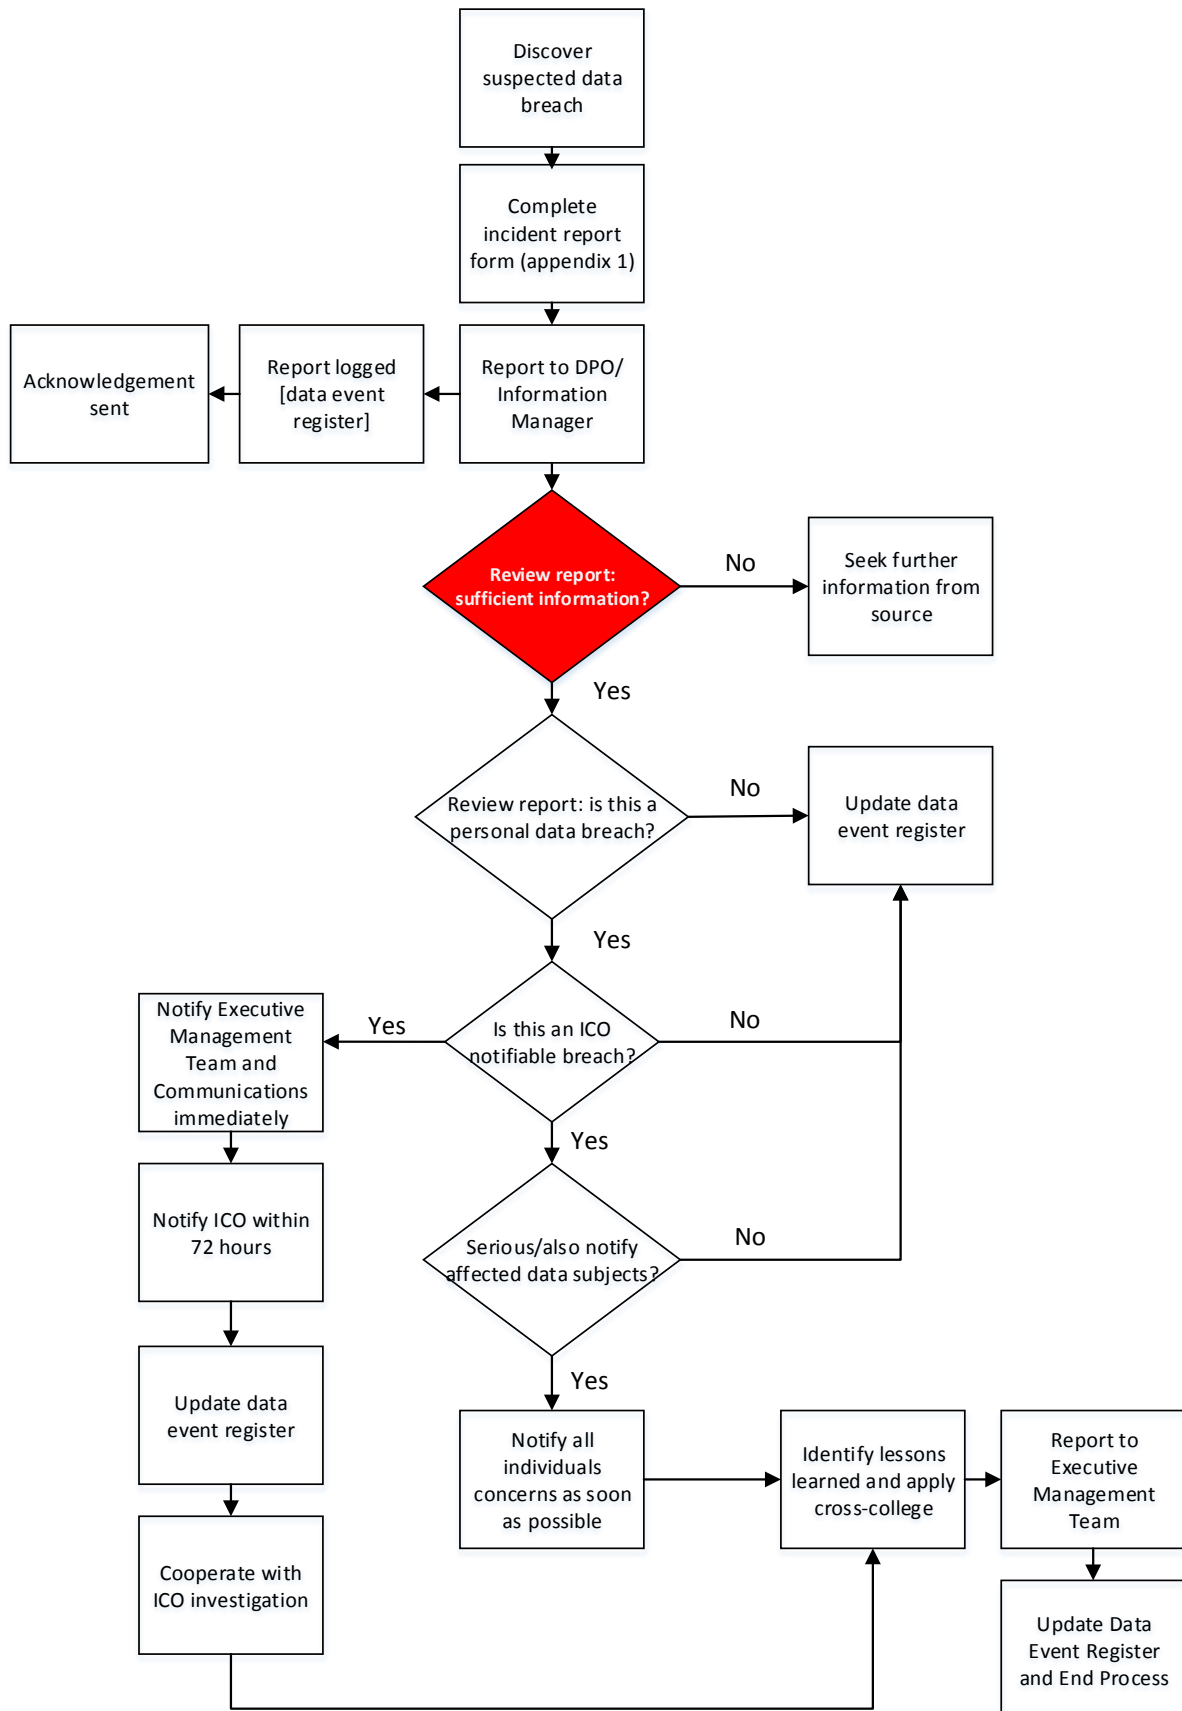 Discover
suspected data
breach
Complete
incident report
form (appendix 1)
Acknowledgement
sent
Report logged
[data event
register]
Report to DPO/
Information
Manager
Review report:
sufficient information?
No
Seek further
information from
source
Yes
Review report: is this a
personal data breach?
No
Update data
event register
Yes
Notify Executive
Management
Team and
Communications
immediately
Yes
Is this an ICO
notifiable breach?
No
Yes
Notify ICO within
72 hours
Serious/also notify
affected data subjects?
No
Yes
Update data
event register
Notify all
individuals
concerns as soon
as possible
Identify lessons
learned and apply
cross-college
Report to
Executive
Management
Team
Cooperate with
ICO investigation
Update Data
Event Register
and End Process